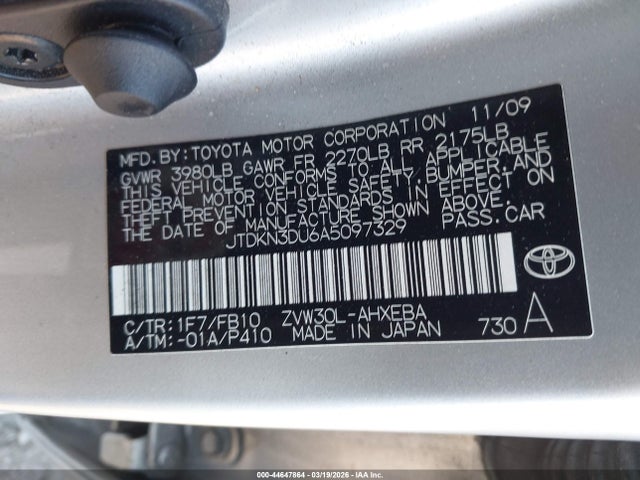 MFD. BY: TOYOTA MOTOR CORPORATION 11/09
GVWR 3980LB GAWR FR 2270LB RR 2175LB
THIS VEHICLE CONFORMS TO ALL APPLICABLE
FEDERAL MOTOR VEHICLE SAFETY, BUMPER, AND
THEFT PREVENTION STANDARDS IN EFFECT ON
THE DATE OF MANUFACTURE SHOWN ABOVE.
JTDKN3DU6A5097329 PASS. CAR
C/TR: 1F7/FB10 ZVW30L-AHXEBA
A/TM: -01A/P410 MADE IN JAPAN 730 A
000-44647864 | 03/19/2026 | IAA Inc.